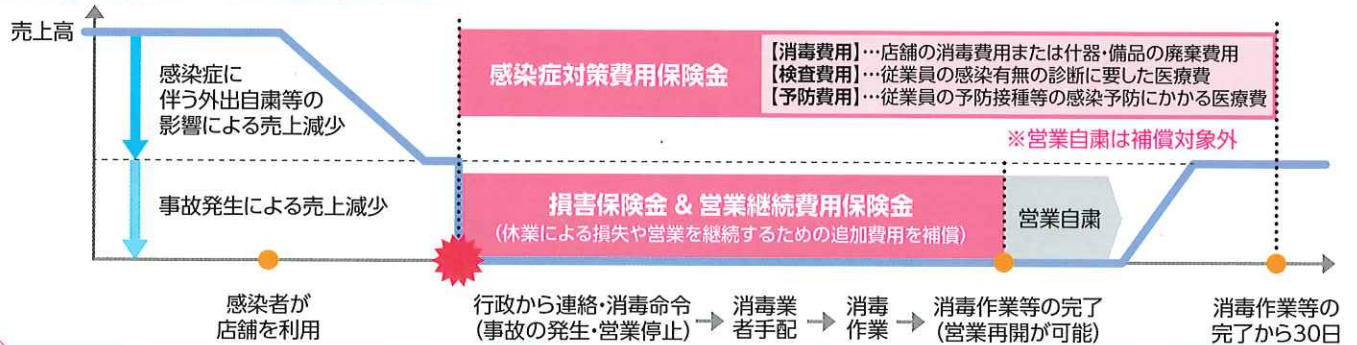 売上高
感染症に
伴う外出自粛等の
影響による売上減少
事故発生による売上減少
感染症対策費用保険金
【消毒費用】…店舗の消毒費用または什器・備品の廃棄費用
【検査費用】…従業員の感染有無の診断に要した医療費
【予防費用】…従業員の予防接種等の感染予防にかかる医療費
※営業自粛は補償対象外
損害保険金 & 営業継続費用保険金
(休業による損失や営業を継続するための追加費用を補償)
営業自粛
感染者が
店舗を利用
行政から連絡・消毒命令
(事故の発生・営業停止)
消毒業
者手配
消毒
作業
消毒作業等の完了
(営業再開が可能)
消毒作業等の
完了から30日